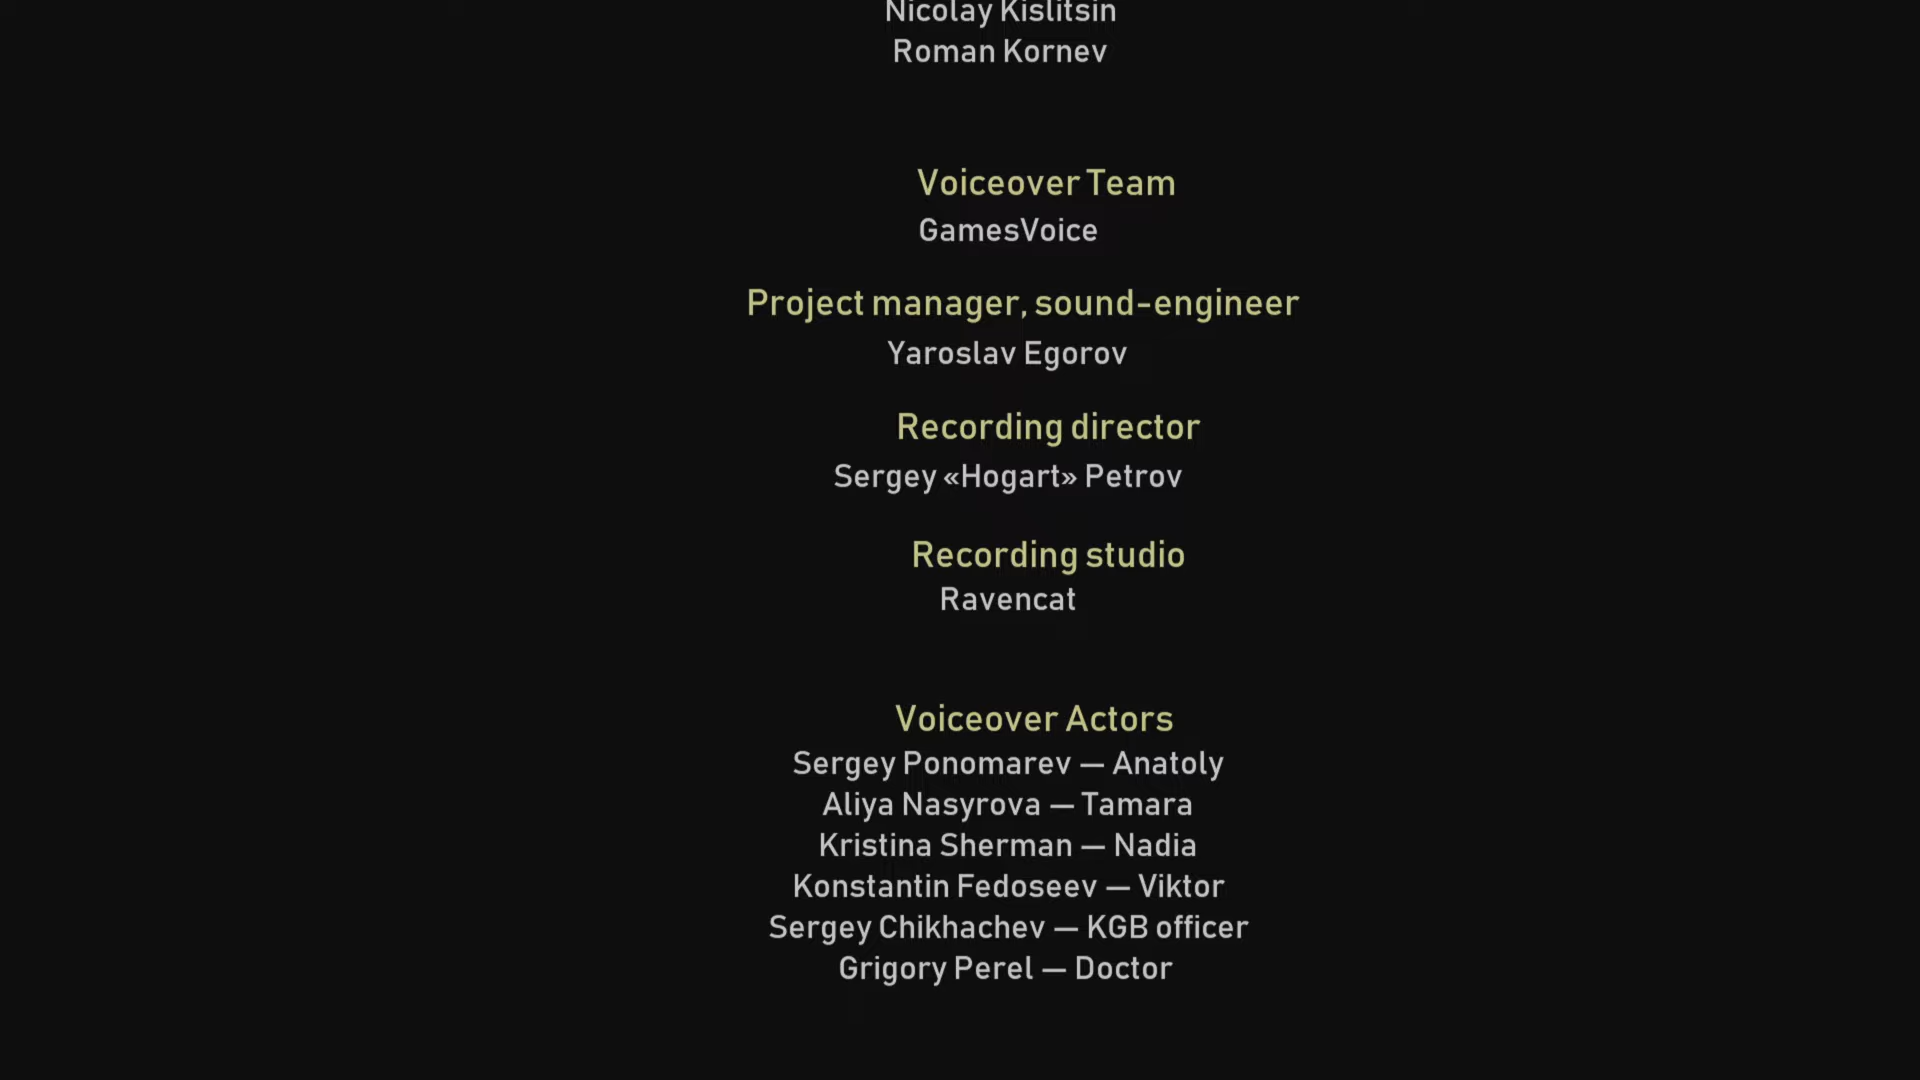 Nicolay Kislitsin
Roman Kornev
Voiceover Team
GamesVoice
Project manager, sound-engineer
Yaroslav Egorov
Recording director
Sergey «Hogart» Petrov
Recording studio
Ravencat
Voiceover Actors
Sergey Ponomarev — Anatoly
Aliya Nasyrova — Tamara
Kristina Sherman — Nadia
Konstantin Fedoseev — Viktor
Sergey Chikhachev — KGB officer
Grigory Perel — Doctor